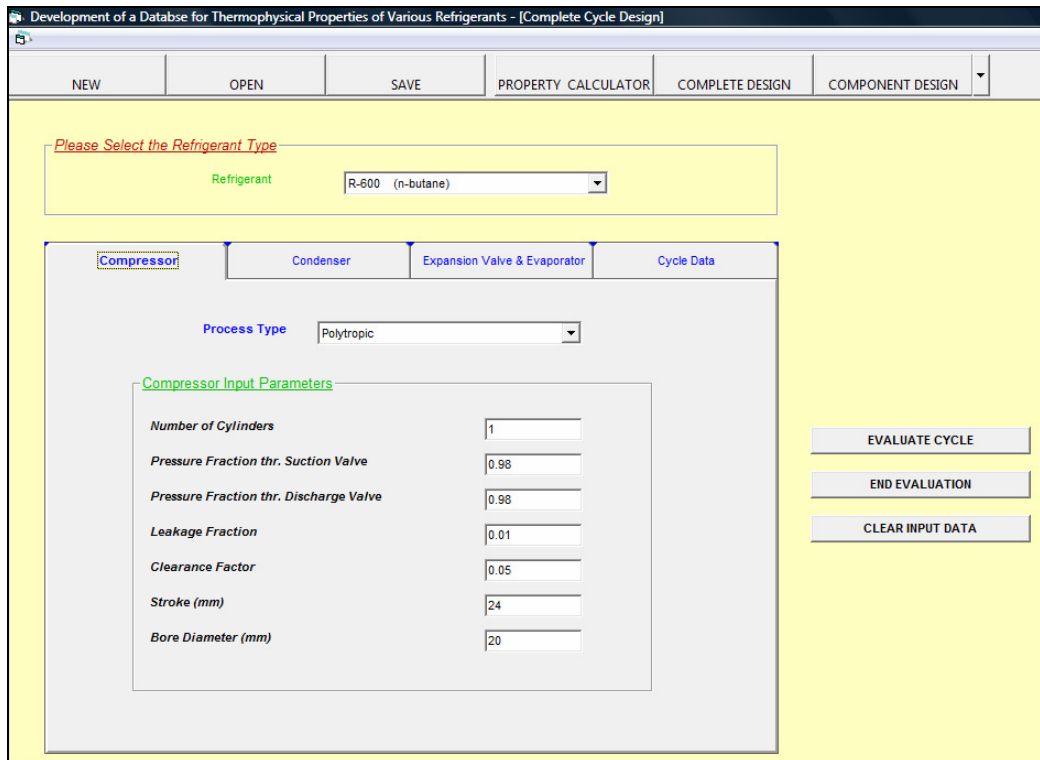 Development of a Databse for Thermophysical Properties of Various Refrigerants - [Complete Cycle Design]
NEW OPEN SAVE PROPERTY CALCULATOR COMPLETE DESIGN COMPONENT DESIGN
Please Select the Refrigerant Type
Refrigerant R-600 (n-butane)
Compressor Condenser Expansion Valve & Evaporator Cycle Data
Process Type Polytropic
Compressor Input Parameters
Number of Cylinders 1
Pressure Fraction thr. Suction Valve 0.98
Pressure Fraction thr. Discharge Valve 0.98
Leakage Fraction 0.01
Clearance Factor 0.05
Stroke (mm) 24
Bore Diameter (mm) 20
EVALUATE CYCLE
END EVALUATION
CLEAR INPUT DATA